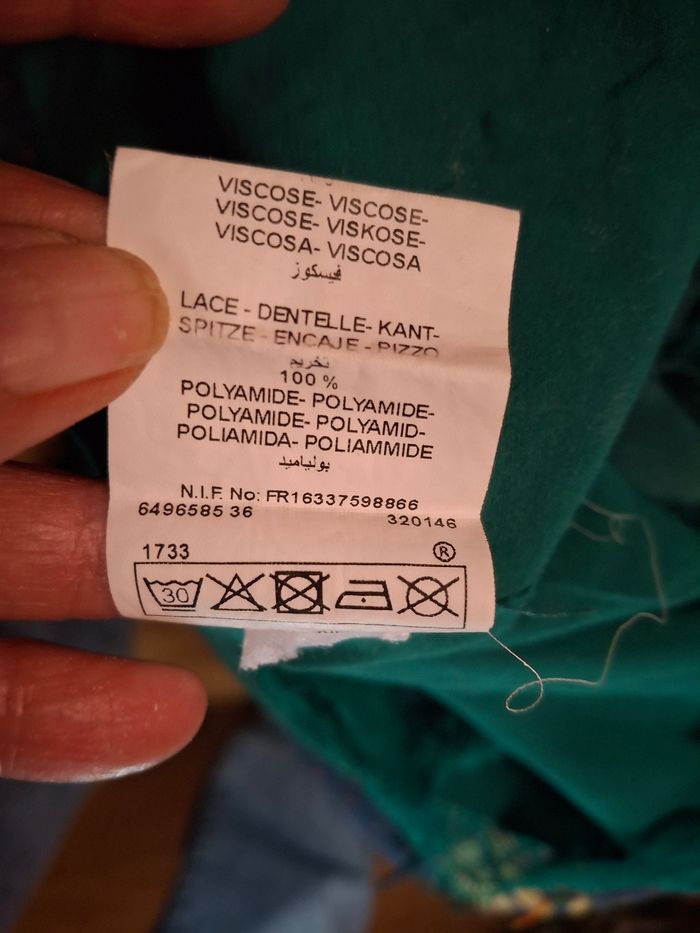 VISCOSE- VISCOSE-
VISCOSE- VISKOSE-
VISCOSA- VISCOSA
فيسكوز
LACE - DENTELLE- KANT-
SPITZE - ENCAJE - PIZZO
تخريم
100 %
POLYAMIDE- POLYAMIDE-
POLYAMIDE- POLYAMID-
POLIAMIDA- POLIAMMIDE
بولياميد
N.I.F. No: FR16337598866
6496585 36 320146
1733 ®
30